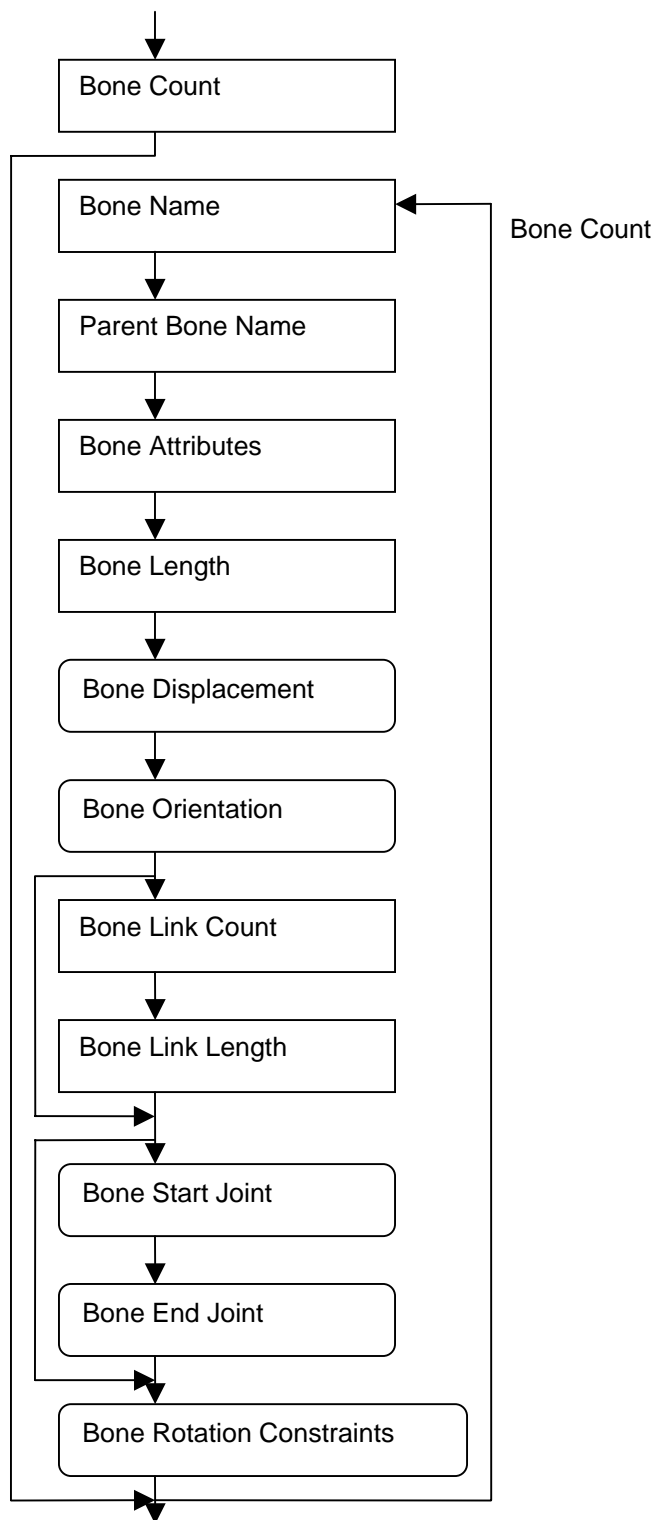 Bone Count
Bone Name
Bone Count
Parent Bone Name
Bone Attributes
Bone Length
Bone Displacement
Bone Orientation
Bone Link Count
Bone Link Length
Bone Start Joint
Bone End Joint
Bone Rotation Constraints